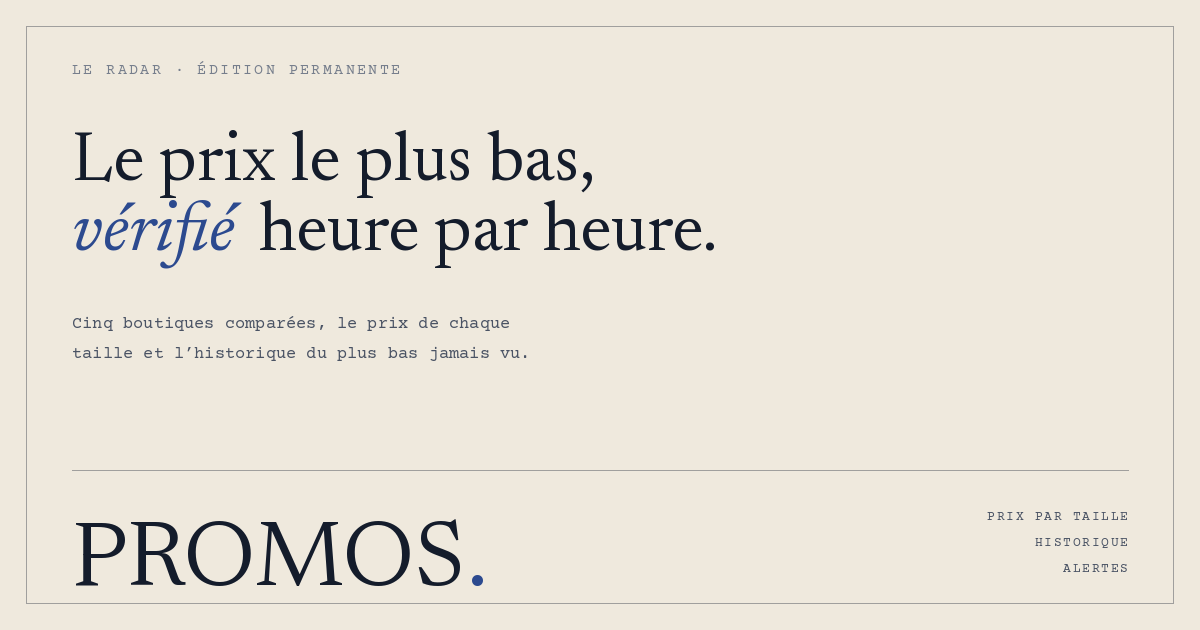 LE RADAR · ÉDITION PERMANENTE
Le prix le plus bas,
vérifié heure par heure.
Cinq boutiques comparées, le prix de chaque
taille et l’historique du plus bas jamais vu.
PROMOS.
PRIX PAR TAILLE
HISTORIQUE
ALERTES